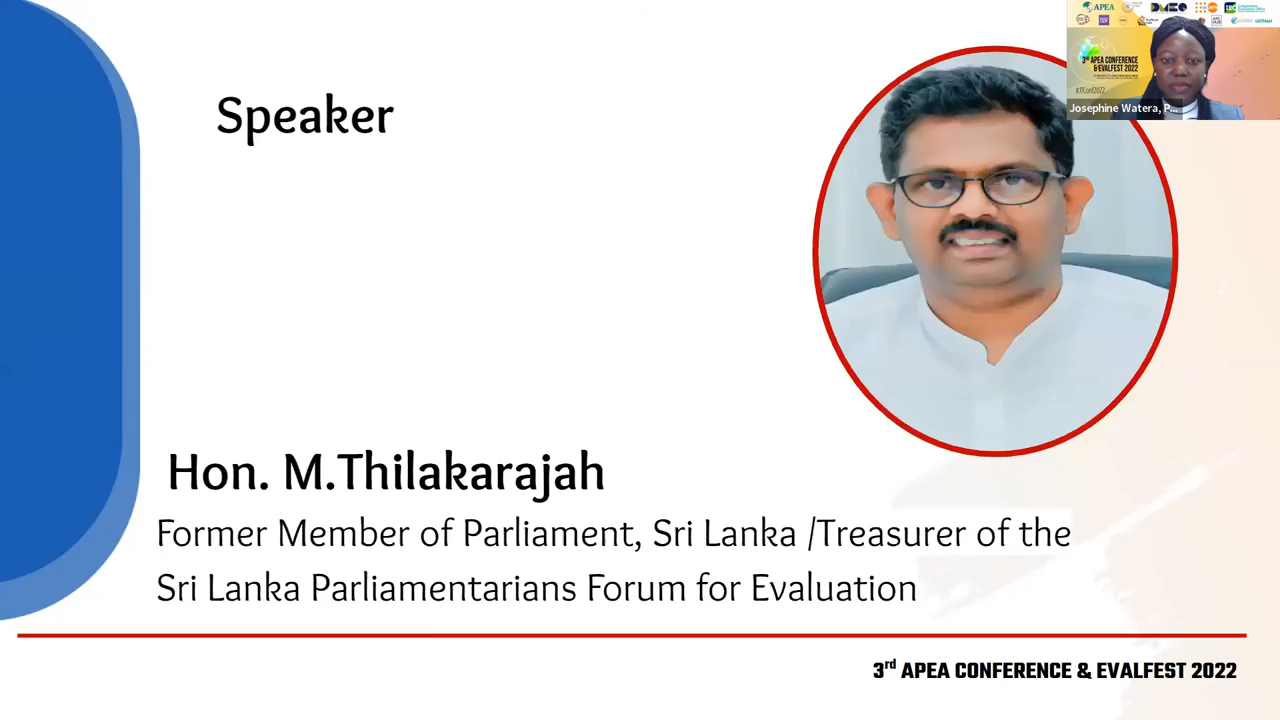 Speaker
Hon. M.Thilakarajah
Former Member of Parliament, Sri Lanka /Treasurer of the
Sri Lanka Parliamentarians Forum for Evaluation
3rd APEA CONFERENCE & EVALFEST 2022
APEA
3rd APEA CONFERENCE
& EVALFEST 2022
Josephine Watera, P...